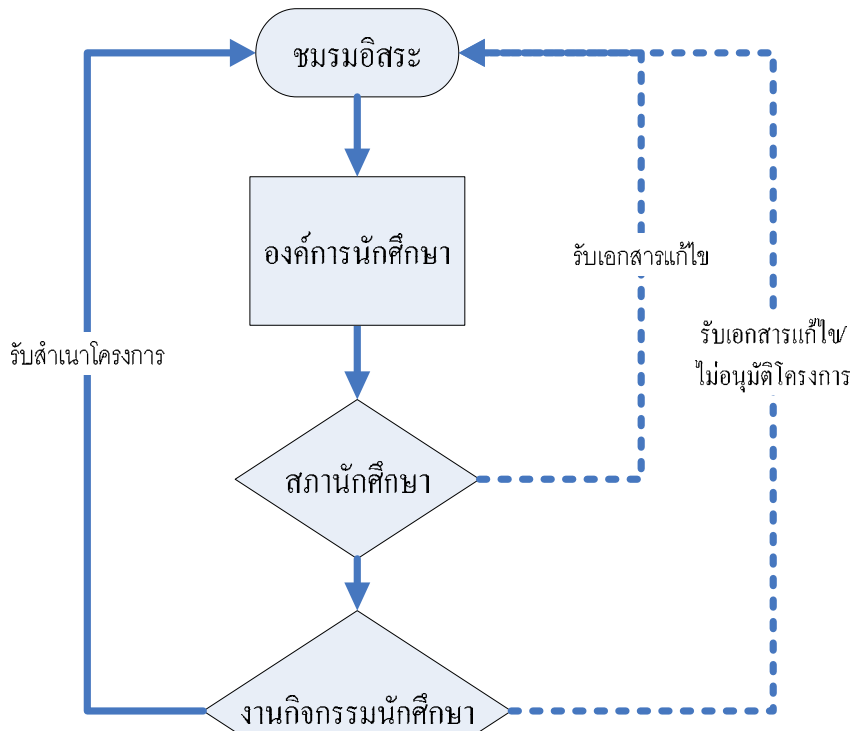 ชมรมอิสระ
องค์การนักศึกษา
รับเอกสารแก้ไข
รับสำเนาโครงการ
รับเอกสารแก้ไข/
ไม่อนุมัติโครงการ
สภานักศึกษา
งานกิจกรรมนักศึกษา